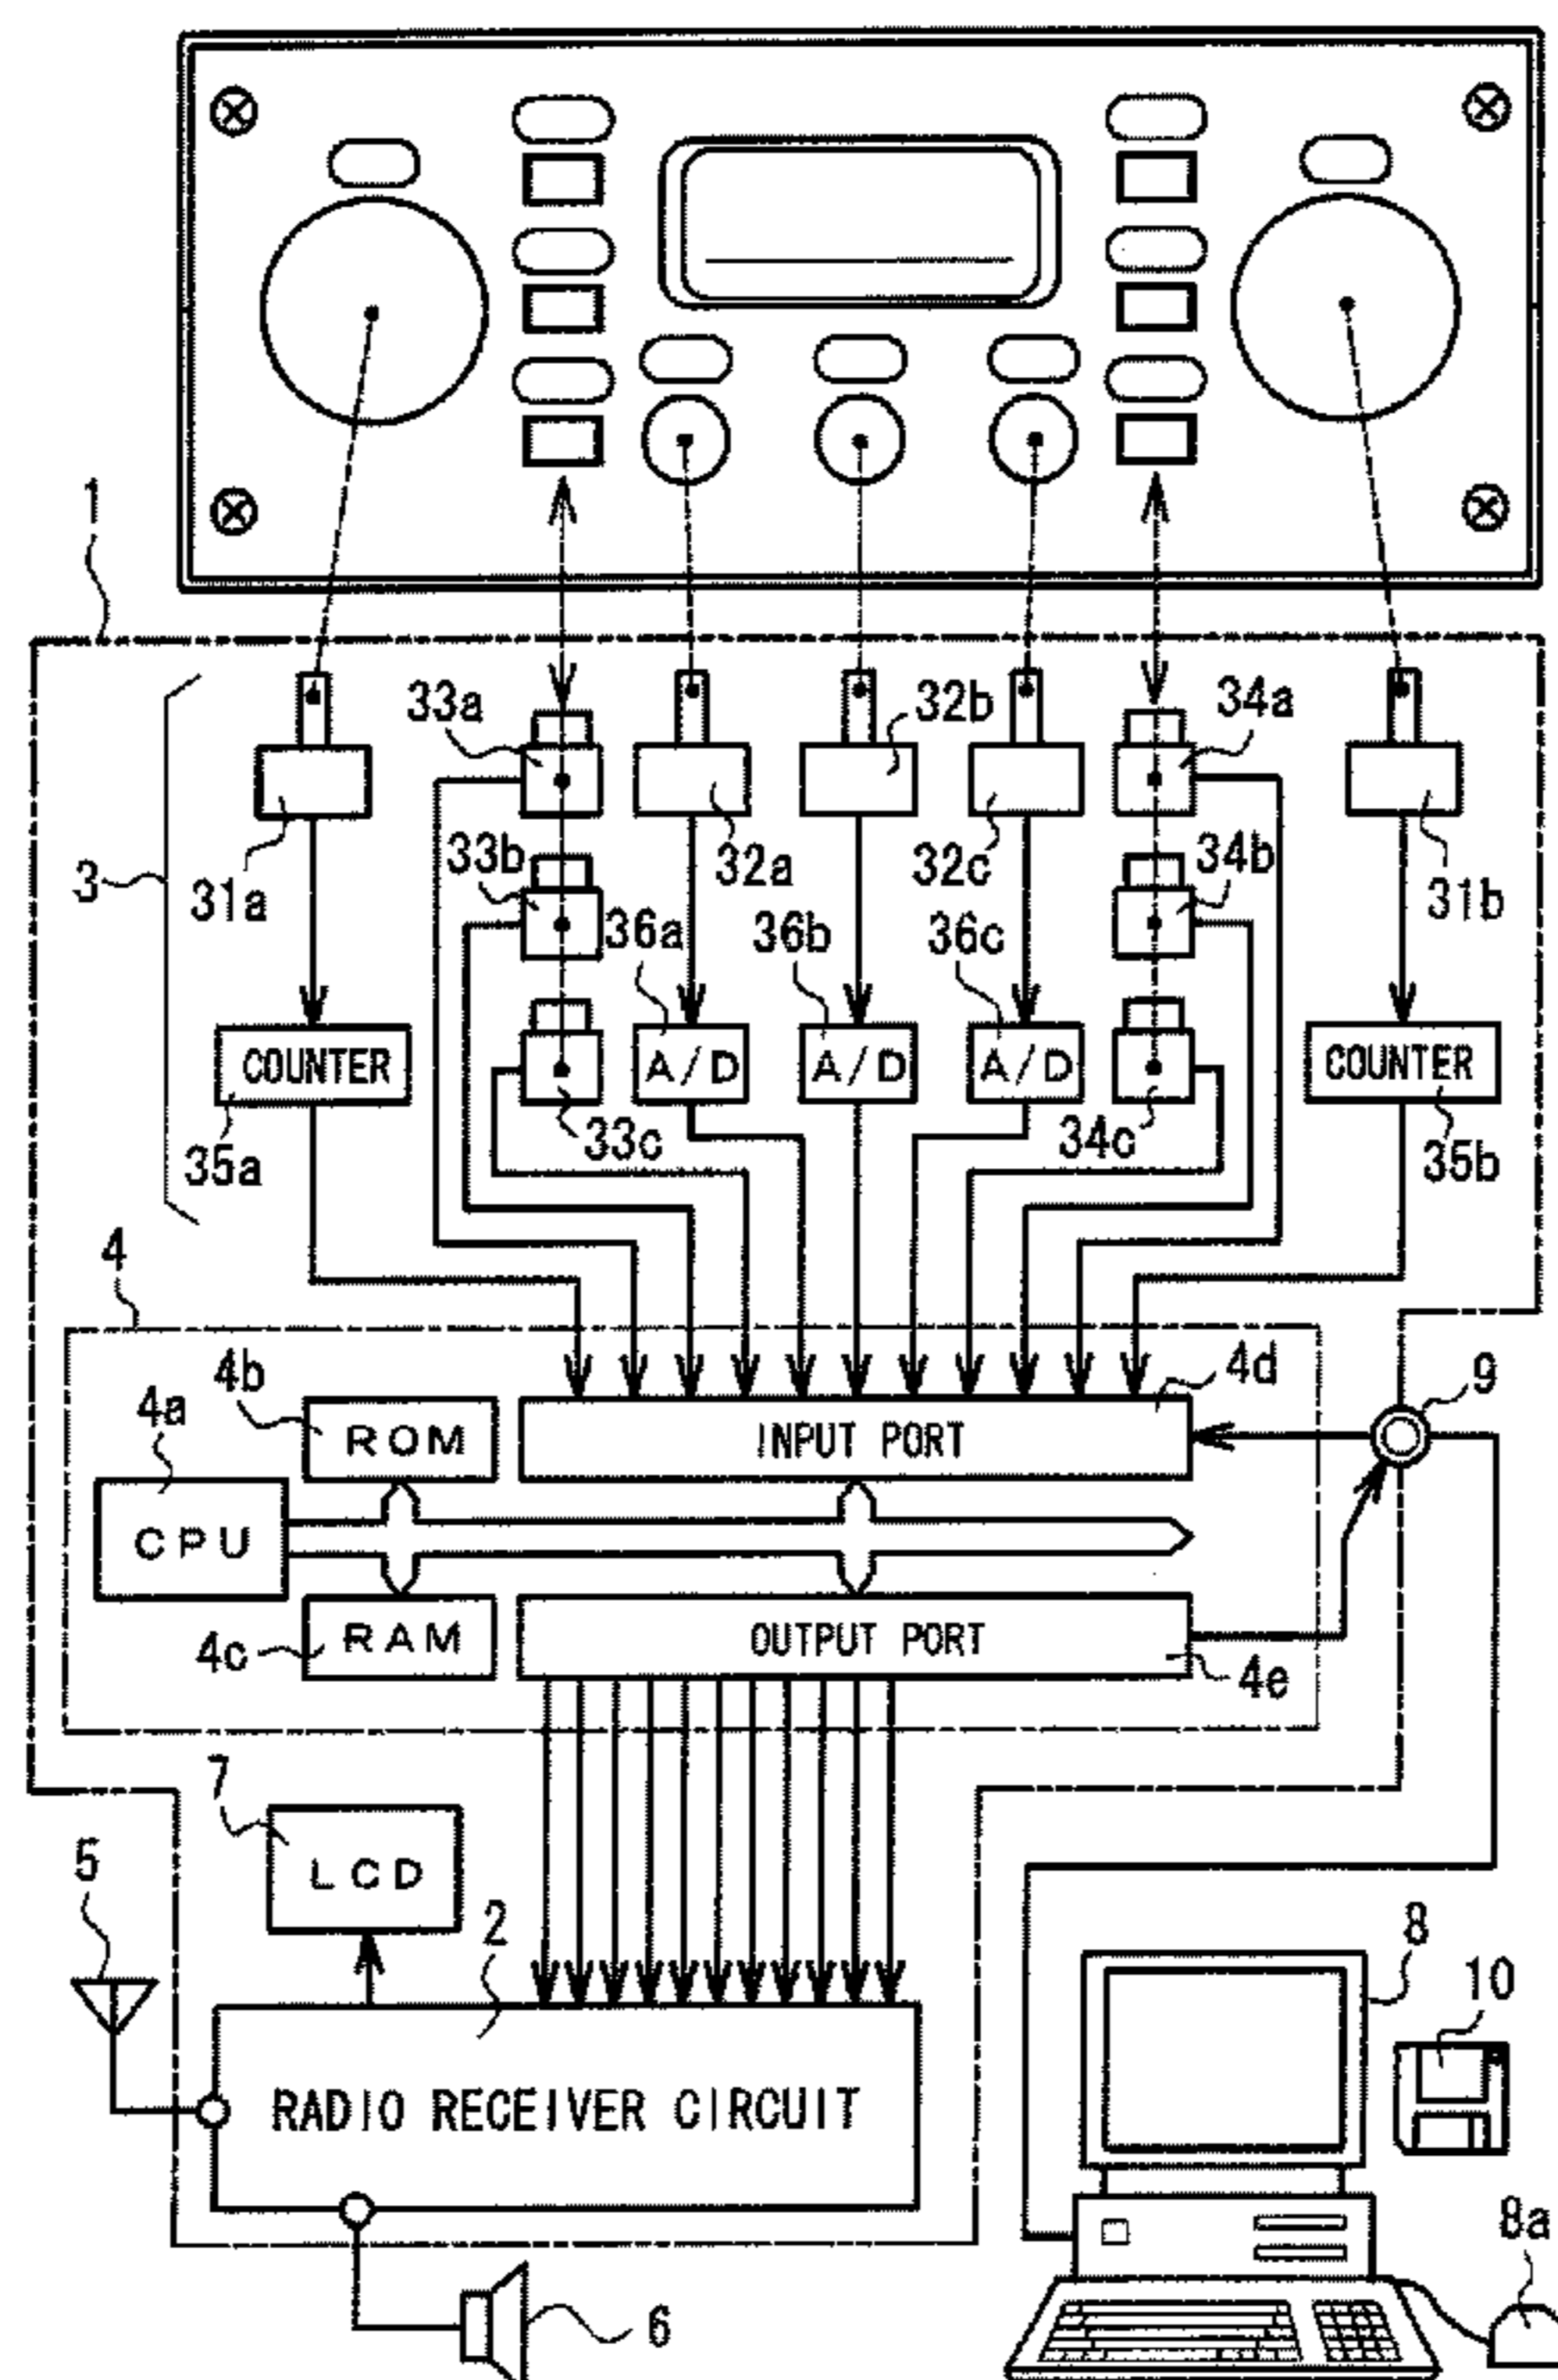 1
33a
32b
34a
3
31a
33b
32a
32c
34b
31b
36a
36b
36c
COUNTER
A/D
A/D
A/D
COUNTER
35a
33c
34c
35b
4
4b
4d
9
4a
ROM
INPUT PORT
CPU
RAM
OUTPUT PORT
4c
4e
7
LCD
5
2
8
10
RADIO RECEIVER CIRCUIT
8a
6